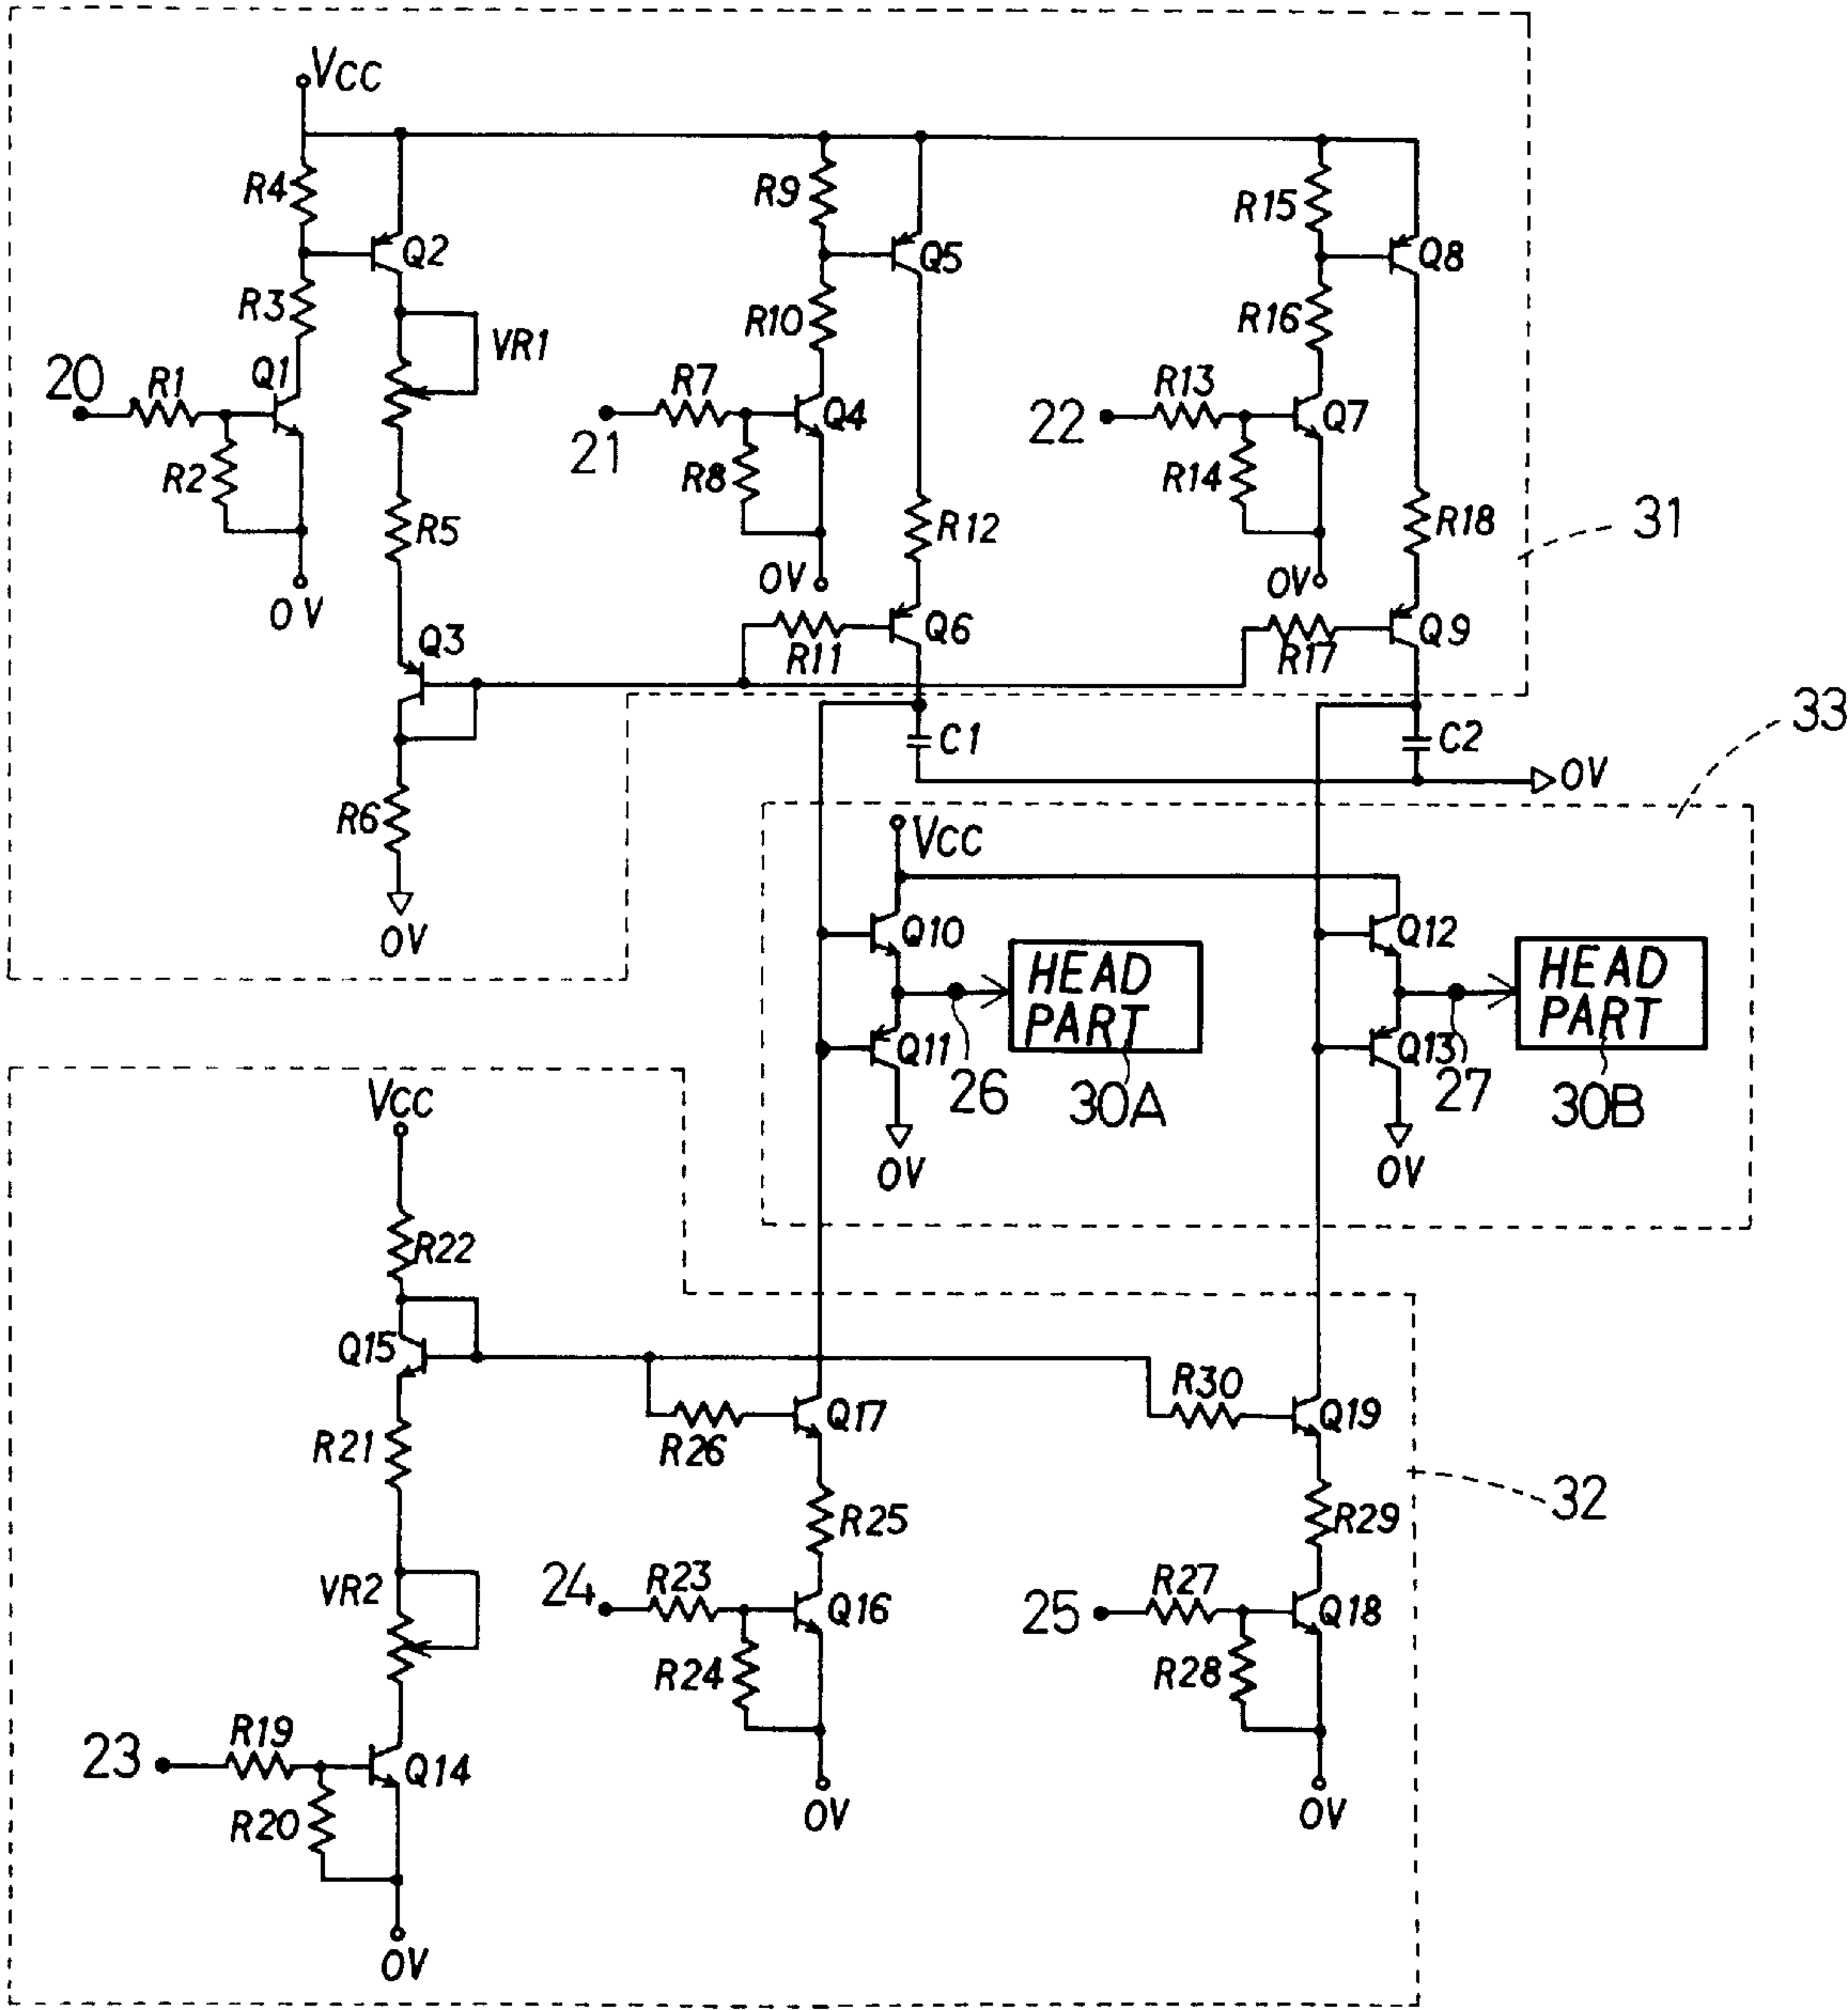 VCC
R4
Q2
R9
Q5
R15
Q8
R3
VR1
R10
R16
20
R1
Q1
R7
Q4
R13
Q7
21
22
R2
R8
R14
R5
R12
R18
31
0V
0V
0V
Q3
R11
Q6
R17
Q9
C1
C2
33
0V
R6
0V
VCC
Q10
HEAD
PART
Q12
HEAD
PART
Q11
26
30A
Q13
27
30B
0V
0V
VCC
R22
Q15
R30
R26
Q17
Q19
R21
R25
R29
32
VR2
24
R23
Q16
25
R27
Q18
R24
R28
23
R19
Q14
R20
0V
0V
0V